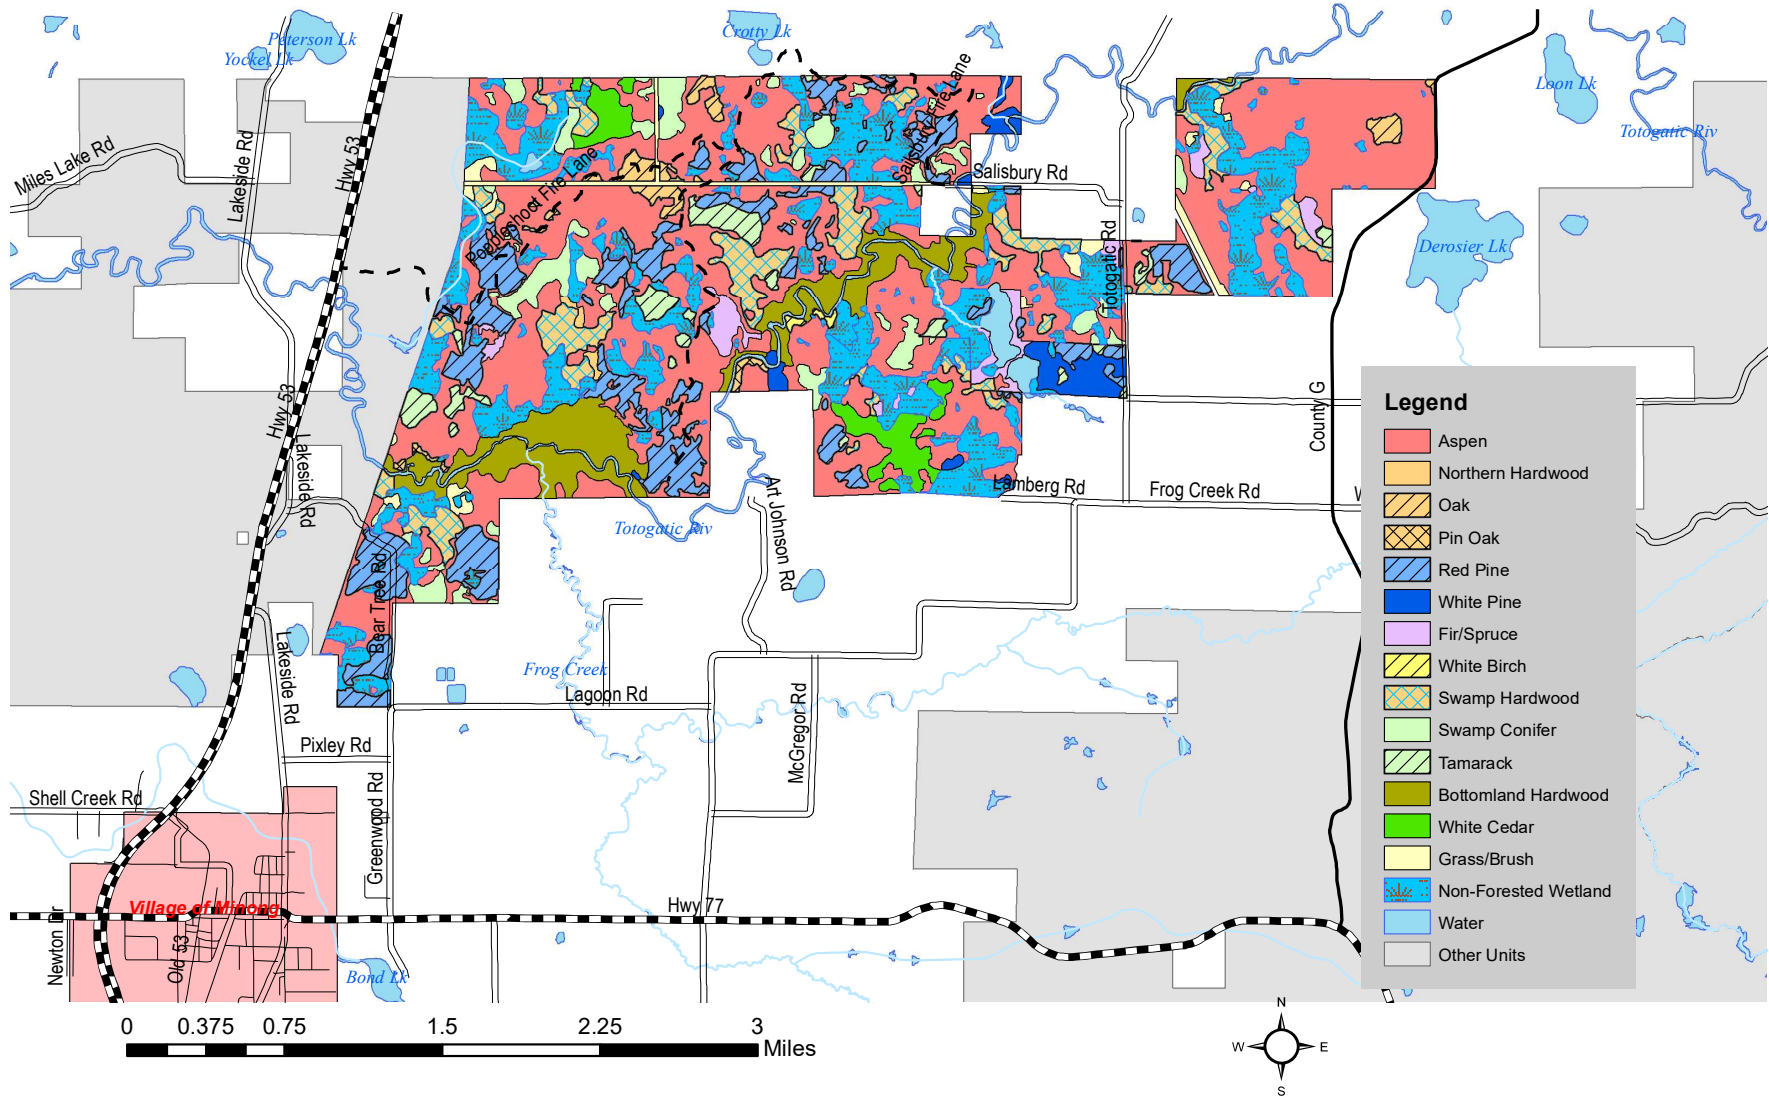 Peterson Lk
Yockel Lk
Crotty Lk
Loon Lk
Totogatic Riv
Miles Lake Rd
Lakeside Rd
Hwy 53
Salisbury Fire Lane
Salisbury Rd
Poppleshoot Fire Lane
Totogatic Rd
Derosier Lk
Hwy 53
Lakeside Rd
County G
Lamberg Rd
Frog Creek Rd
W
Totogatic Riv
Art Johnson Rd
Bear Tree Rd
Lakeside Rd
Frog Creek
Lagoon Rd
McGregor Rd
Pixley Rd
Greenwood Rd
Shell Creek Rd
Village of Minong
Hwy 77
Newton Dr
Old 53
Bond Lk
Legend
Aspen
Northern Hardwood
Oak
Pin Oak
Red Pine
White Pine
Fir/Spruce
White Birch
Swamp Hardwood
Swamp Conifer
Tamarack
Bottomland Hardwood
White Cedar
Grass/Brush
Non-Forested Wetland
Water
Other Units
0 0.375 0.75 1.5 2.25 3
Miles
N
W E
S